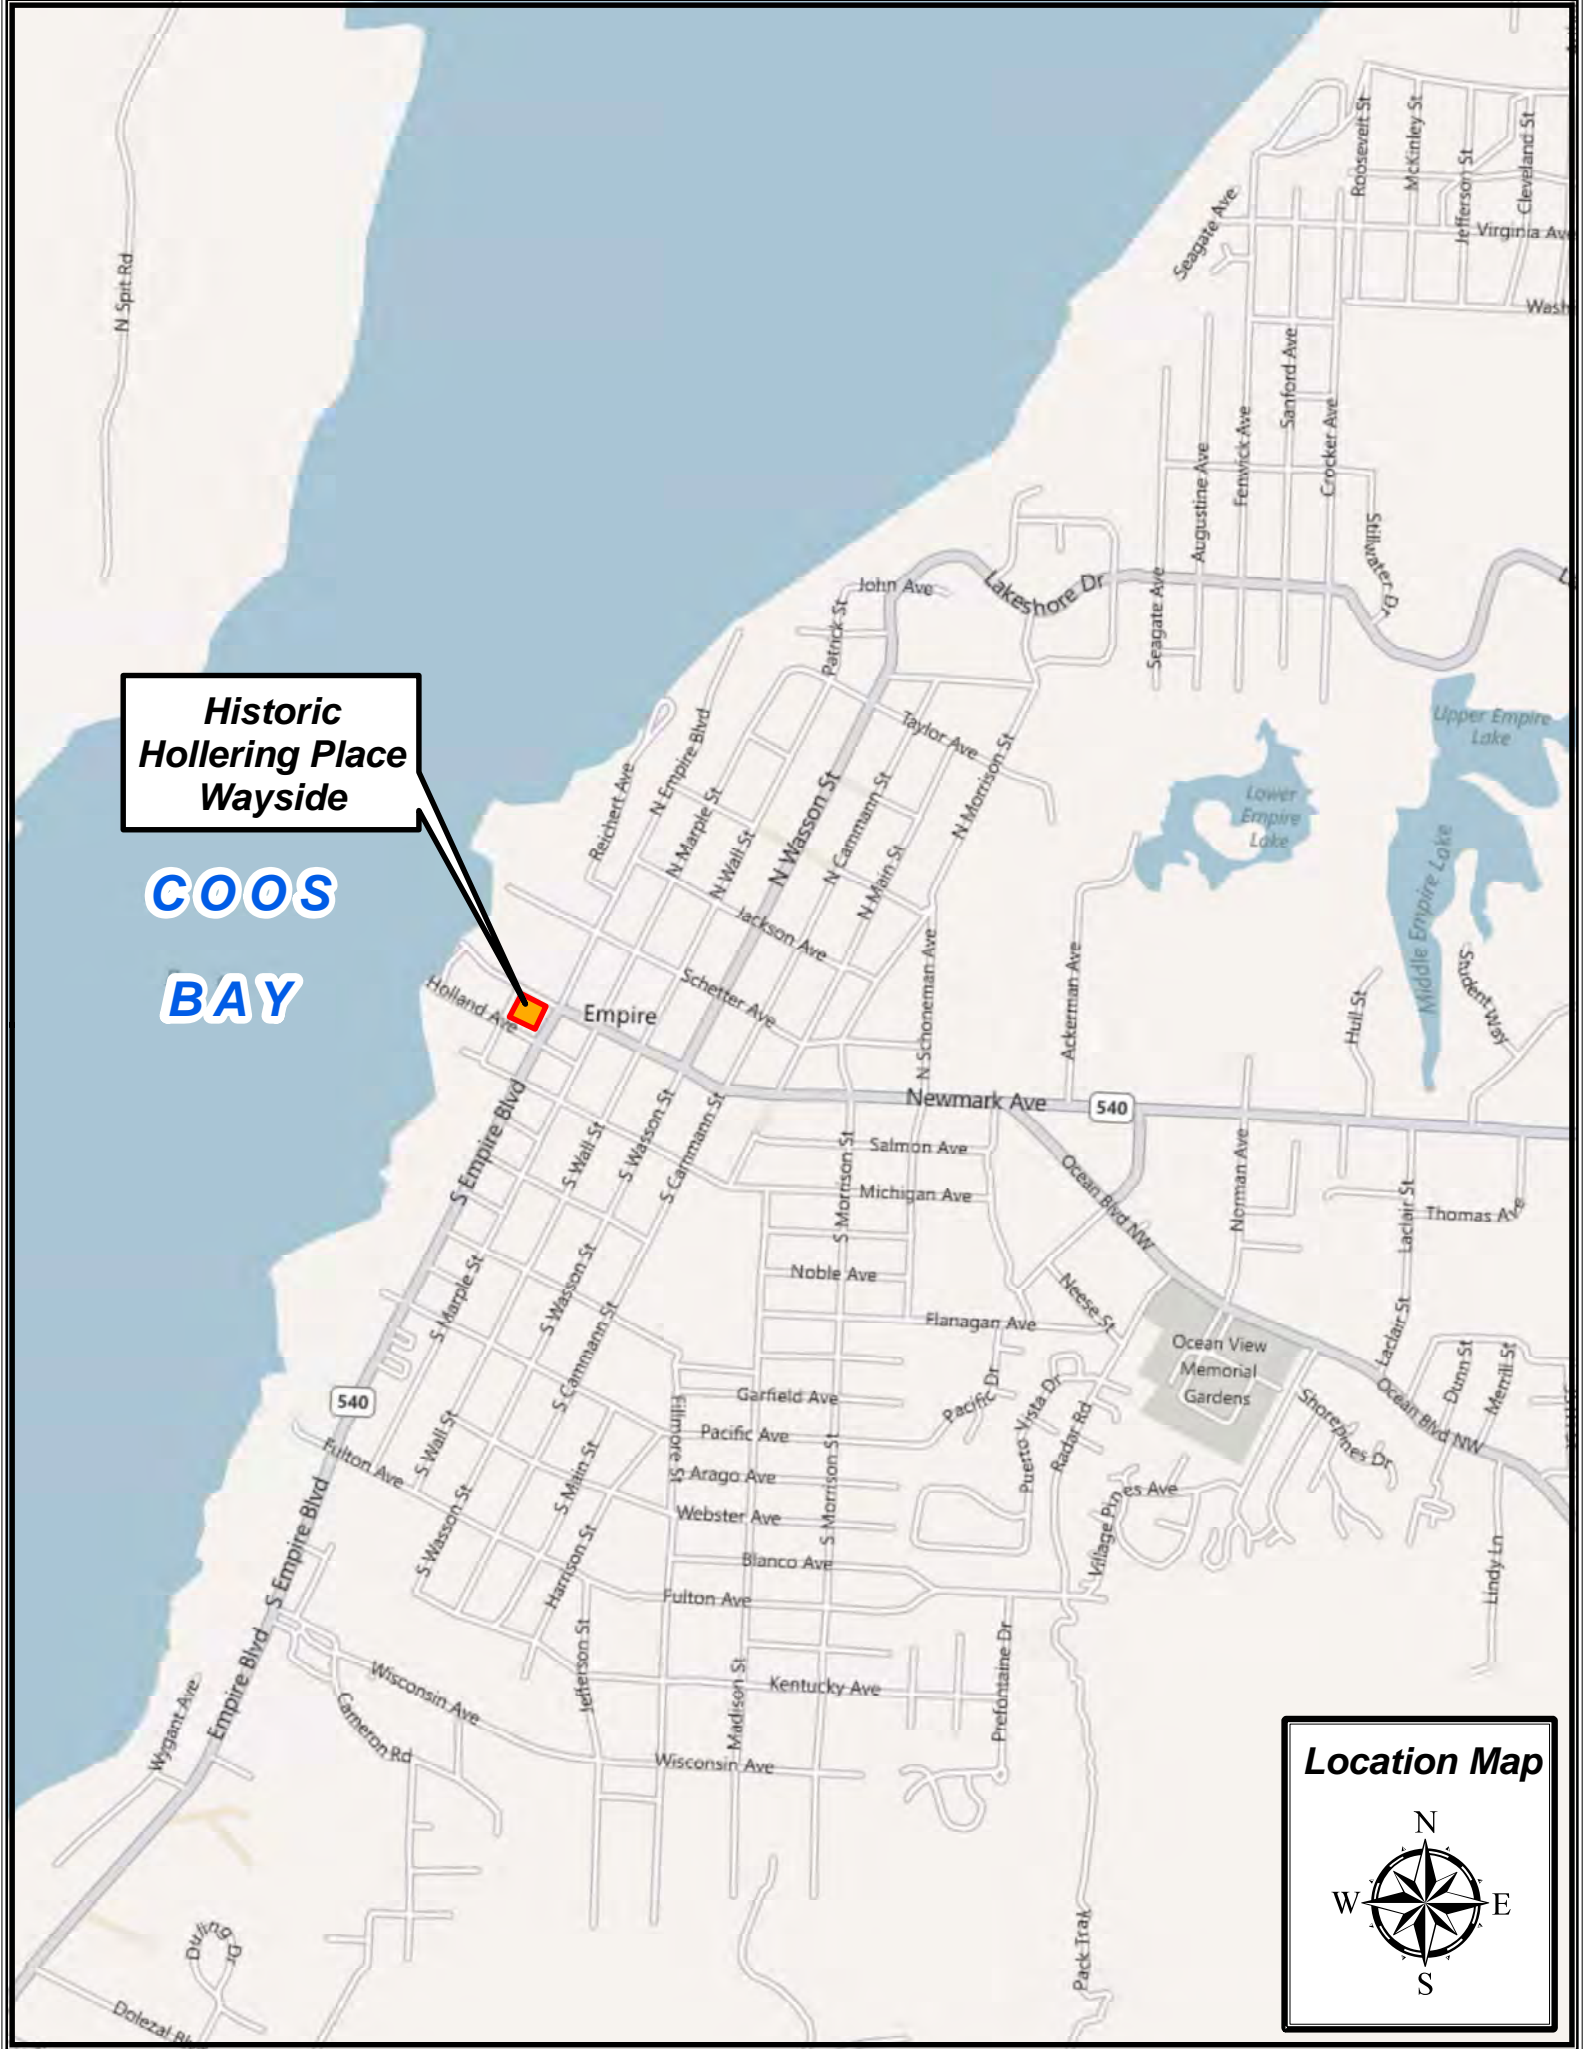 Roosevelt St
McKinley St
Jefferson St
Cleveland St
Seagate Ave
Virginia Ave
N Spit Rd
Sanford Ave
Fenwick Ave
Crocker Ave
Augustine Ave
Stillwater Dr
John Ave
Lakeshore Dr
Seagate Ave
Patrick St
Historic
Hollering Place
Wayside
Taylor Ave
Upper Empire
Lake
N Empire Blvd
Reichert Ave
N Marple St
N Wall St
N Wasson St
N Cammann St
N Main St
N Morrison St
Lower
Empire
Lake
Middle Empire Lake
COOS
BAY
Jackson Ave
Schetter Ave
N Schoneman Ave
Ackerman Ave
Hull St
Student Way
Holland Ave
Empire
Newmark Ave
540
S Empire Blvd
S Wall St
S Wasson St
S Cammann St
Salmon Ave
Michigan Ave
S Morrison St
Ocean Blvd NW
Norman Ave
Laclair St
Thomas Ave
S Marple St
S Wasson St
S Cammann St
Noble Ave
Flanagan Ave
Neese St
Ocean View
Memorial
Gardens
Laclair St
Dunn St
Merrill St
Ocean Blvd NW
Shorepines Dr
540
Garfield Ave
Pacific Ave
Pacific Dr
Puerto Vista Dr
Radar Rd
Fillmore St
Arago Ave
Webster Ave
S Morrison St
Village Pines Ave
Fulton Ave
S Wall St
S Wasson St
S Main St
Harrison St
Blanco Ave
Fulton Ave
S Empire Blvd
Lindy Ln
Empire Blvd
Wygant Ave
Wisconsin Ave
Cameron Rd
Jefferson St
Madison St
Kentucky Ave
Prefontaine Dr
Wisconsin Ave
Pack Trak
Duling Dr
Dolezal
Location Map
N
W
E
S